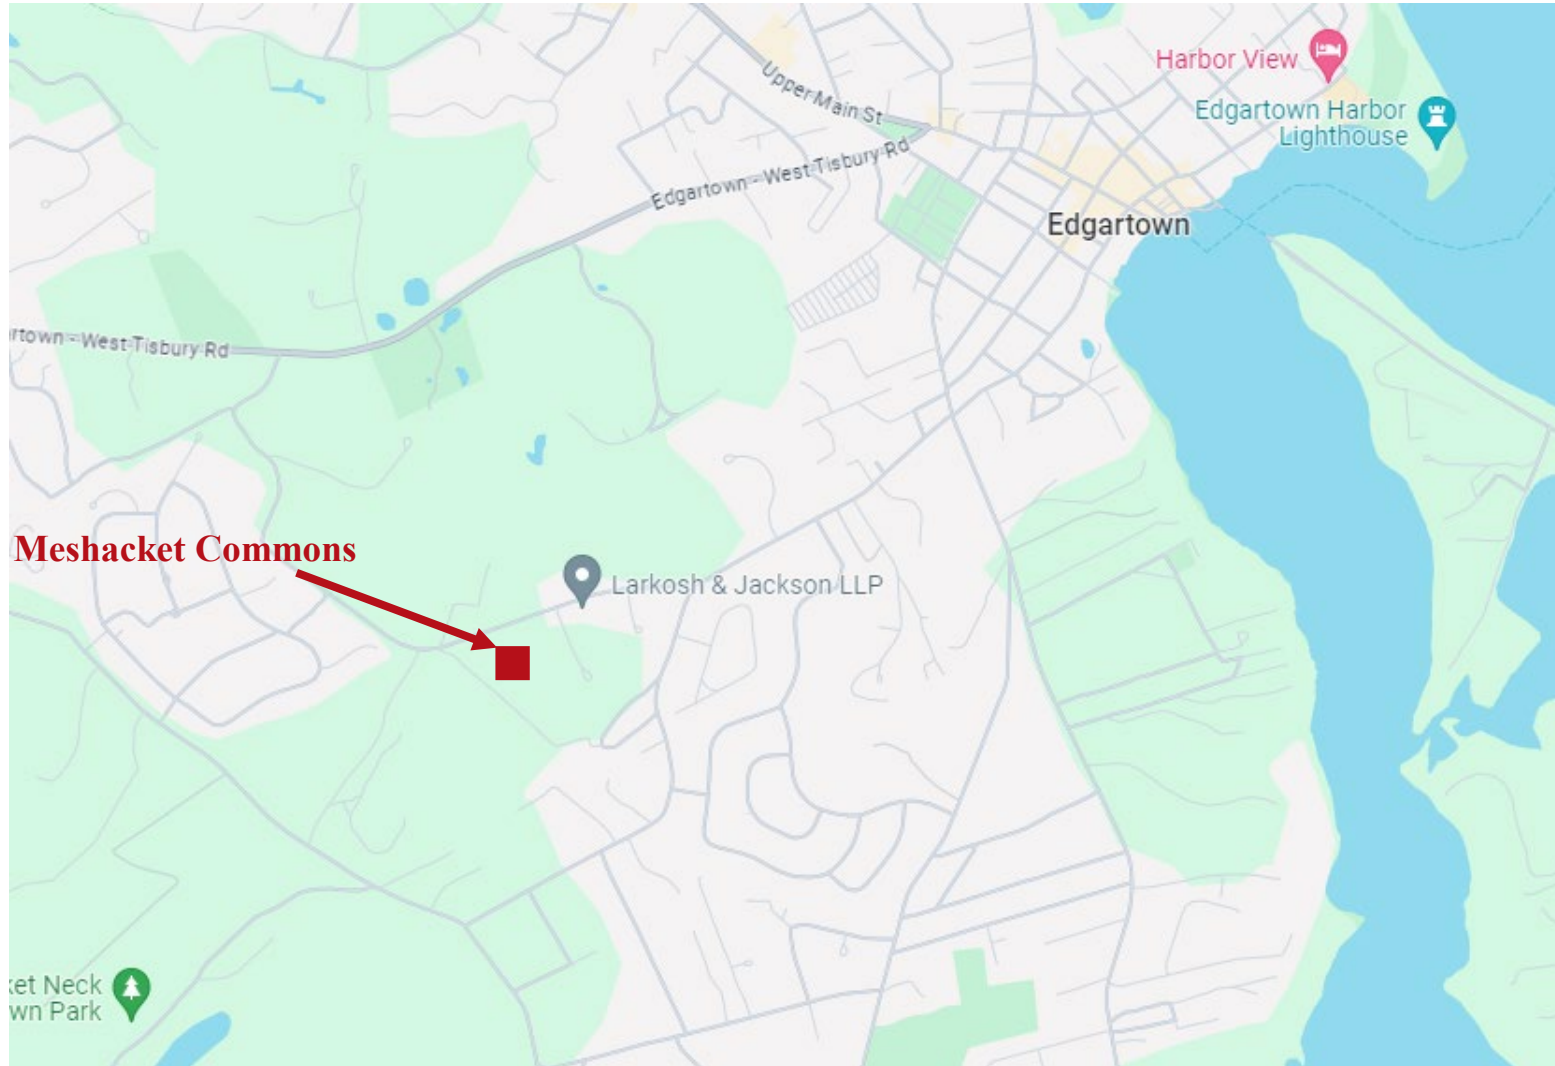 Harbor View
Upper Main St
Edgartown Harbor
Lighthouse
Edgartown - West Tisbury Rd
Edgartown
rtown - West Tisbury Rd
Meshacket Commons
Larkosh & Jackson LLP
ket Neck
wn Park